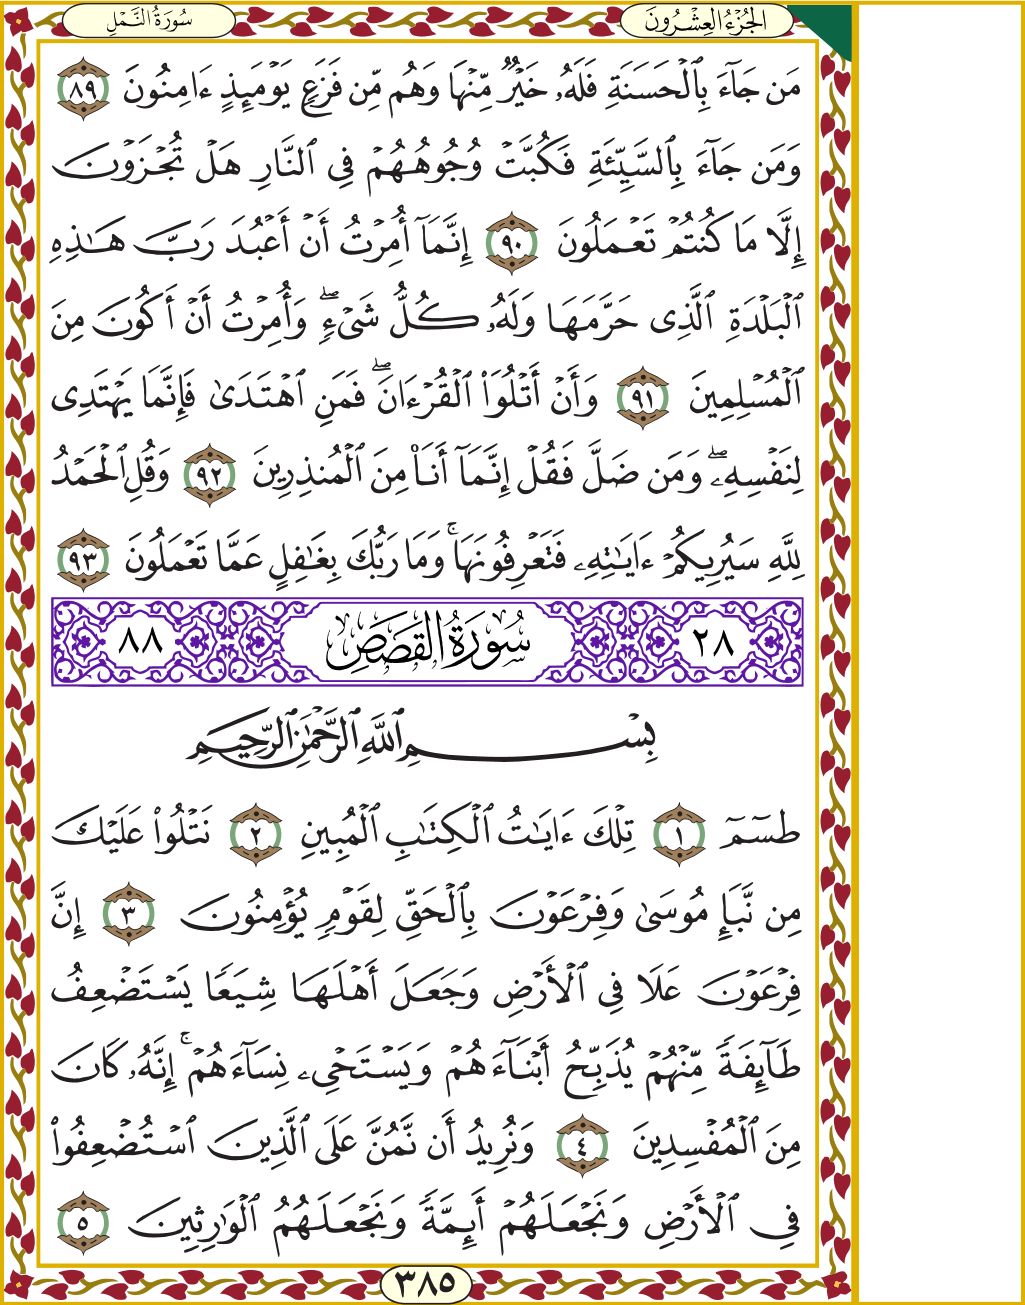 الجُزْءُ العِشْرُونَ
سُورَةُ النَّمْلِ
مَن جَآءَ بِٱلْحَسَنَةِ فَلَهُۥ خَيْرٌ مِّنْهَا وَهُم مِّن فَزَعٍ يَوْمَئِذٍ ءَامِنُونَ ٨٩
وَمَن جَآءَ بِٱلسَّيِّئَةِ فَكُبَّتْ وُجُوهُهُمْ فِى ٱلنَّارِ هَلْ تُجْزَوْنَ
إِلَّا مَا كُنتُمْ تَعْمَلُونَ ٩٠ إِنَّمَآ أُمِرْتُ أَنْ أَعْبُدَ رَبَّ هَـٰذِهِ
ٱلْبَلْدَةِ ٱلَّذِى حَرَّمَهَا وَلَهُۥ كُلُّ شَىْءٍۖ وَأُمِرْتُ أَنْ أَكُونَ مِنَ
ٱلْمُسْلِمِينَ ٩١ وَأَنْ أَتْلُوَا۟ ٱلْقُرْءَانَۖ فَمَنِ ٱهْتَدَىٰ فَإِنَّمَا يَهْتَدِى
لِنَفْسِهِۦۖ وَمَن ضَلَّ فَقُلْ إِنَّمَآ أَنَا۠ مِنَ ٱلْمُنذِرِينَ ٩٢ وَقُلِ ٱلْحَمْدُ
لِلَّهِ سَيُرِيكُمْ ءَايَـٰتِهِۦ فَتَعْرِفُونَهَاۚ وَمَا رَبُّكَ بِغَـٰفِلٍ عَمَّا تَعْمَلُونَ ٩٣
٢٨ سُورَةُ القَصَصِ ٨٨
بِسْمِ ٱللَّهِ ٱلرَّحْمَـٰنِ ٱلرَّحِيمِ
طسٓمٓ ١ تِلْكَ ءَايَـٰتُ ٱلْكِتَـٰبِ ٱلْمُبِينِ ٢ نَتْلُوا۟ عَلَيْكَ
مِن نَّبَإِ مُوسَىٰ وَفِرْعَوْنَ بِٱلْحَقِّ لِقَوْمٍ يُؤْمِنُونَ ٣ إِنَّ
فِرْعَوْنَ عَلَا فِى ٱلْأَرْضِ وَجَعَلَ أَهْلَهَا شِيَعًا يَسْتَضْعِفُ
طَآئِفَةً مِّنْهُمْ يُذَبِّحُ أَبْنَآءَهُمْ وَيَسْتَحْىِۦ نِسَآءَهُمْۚ إِنَّهُۥ كَانَ
مِنَ ٱلْمُفْسِدِينَ ٤ وَنُرِيدُ أَن نَّمُنَّ عَلَى ٱلَّذِينَ ٱسْتُضْعِفُوا۟
فِى ٱلْأَرْضِ وَنَجْعَلَهُمْ أَئِمَّةً وَنَجْعَلَهُمُ ٱلْوَٰرِثِينَ ٥
٣٨٥